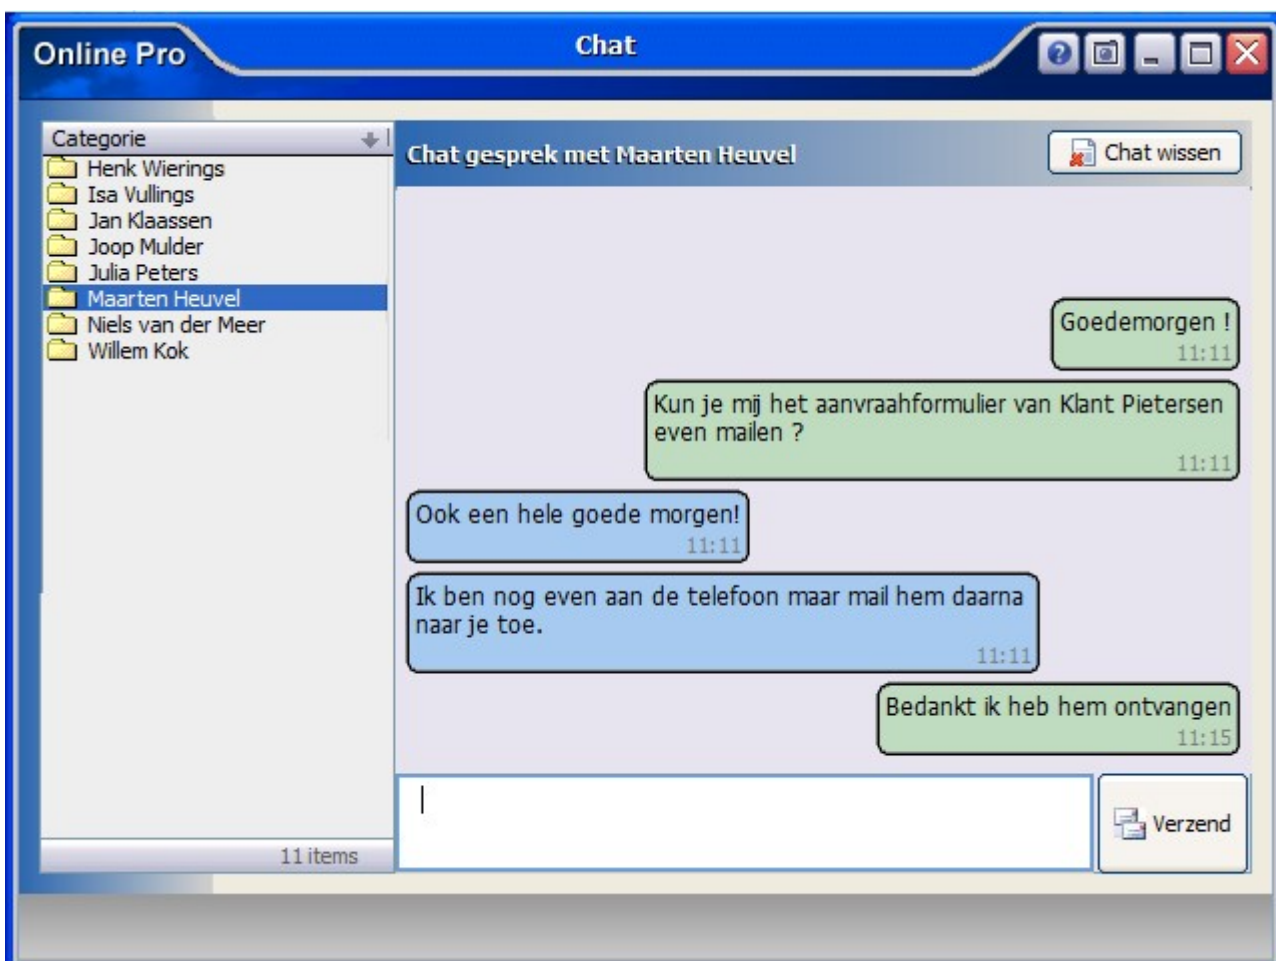 Online Pro
Chat
Categorie
Henk Wierings
Isa Vullings
Jan Klaassen
Joop Mulder
Julia Peters
Maarten Heuvel
Niels van der Meer
Willem Kok
11 items
Chat gesprek met Maarten Heuvel
Chat wissen
Goedemorgen !
11:11
Kun je mij het aanvraahformulier van Klant Pietersen
even mailen ?
11:11
Ook een hele goede morgen!
11:11
Ik ben nog even aan de telefoon maar mail hem daarna
naar je toe.
11:11
Bedankt ik heb hem ontvangen
11:15
Verzend